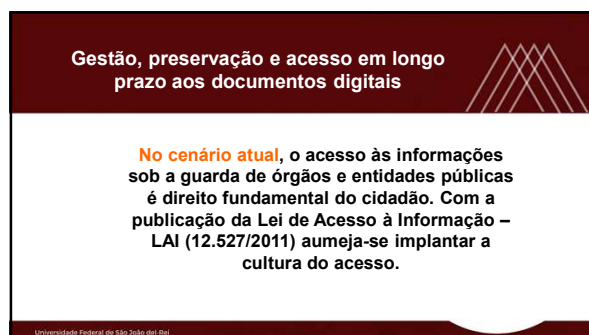 Gestão, preservação e acesso em longo
prazo aos documentos digitais
No cenário atual, o acesso às informações
sob a guarda de órgãos e entidades públicas
é direito fundamental do cidadão. Com a
publicação da Lei de Acesso à Informação –
LAI (12.527/2011) aumeja-se implantar a
cultura do acesso.
Universidade Federal de São João del-Rei